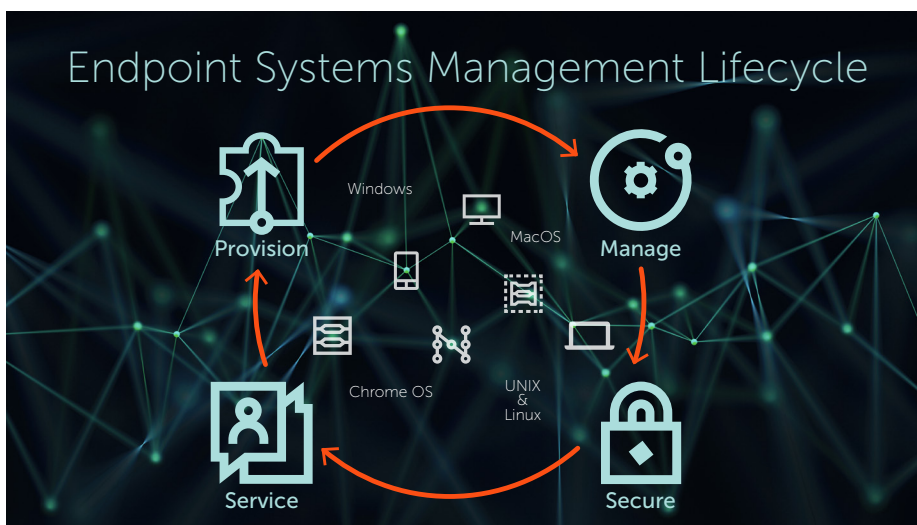 Endpoint Systems Management Lifecycle
Windows
MacOS
Provision
Manage
Chrome OS
UNIX
&
Linux
Service
Secure